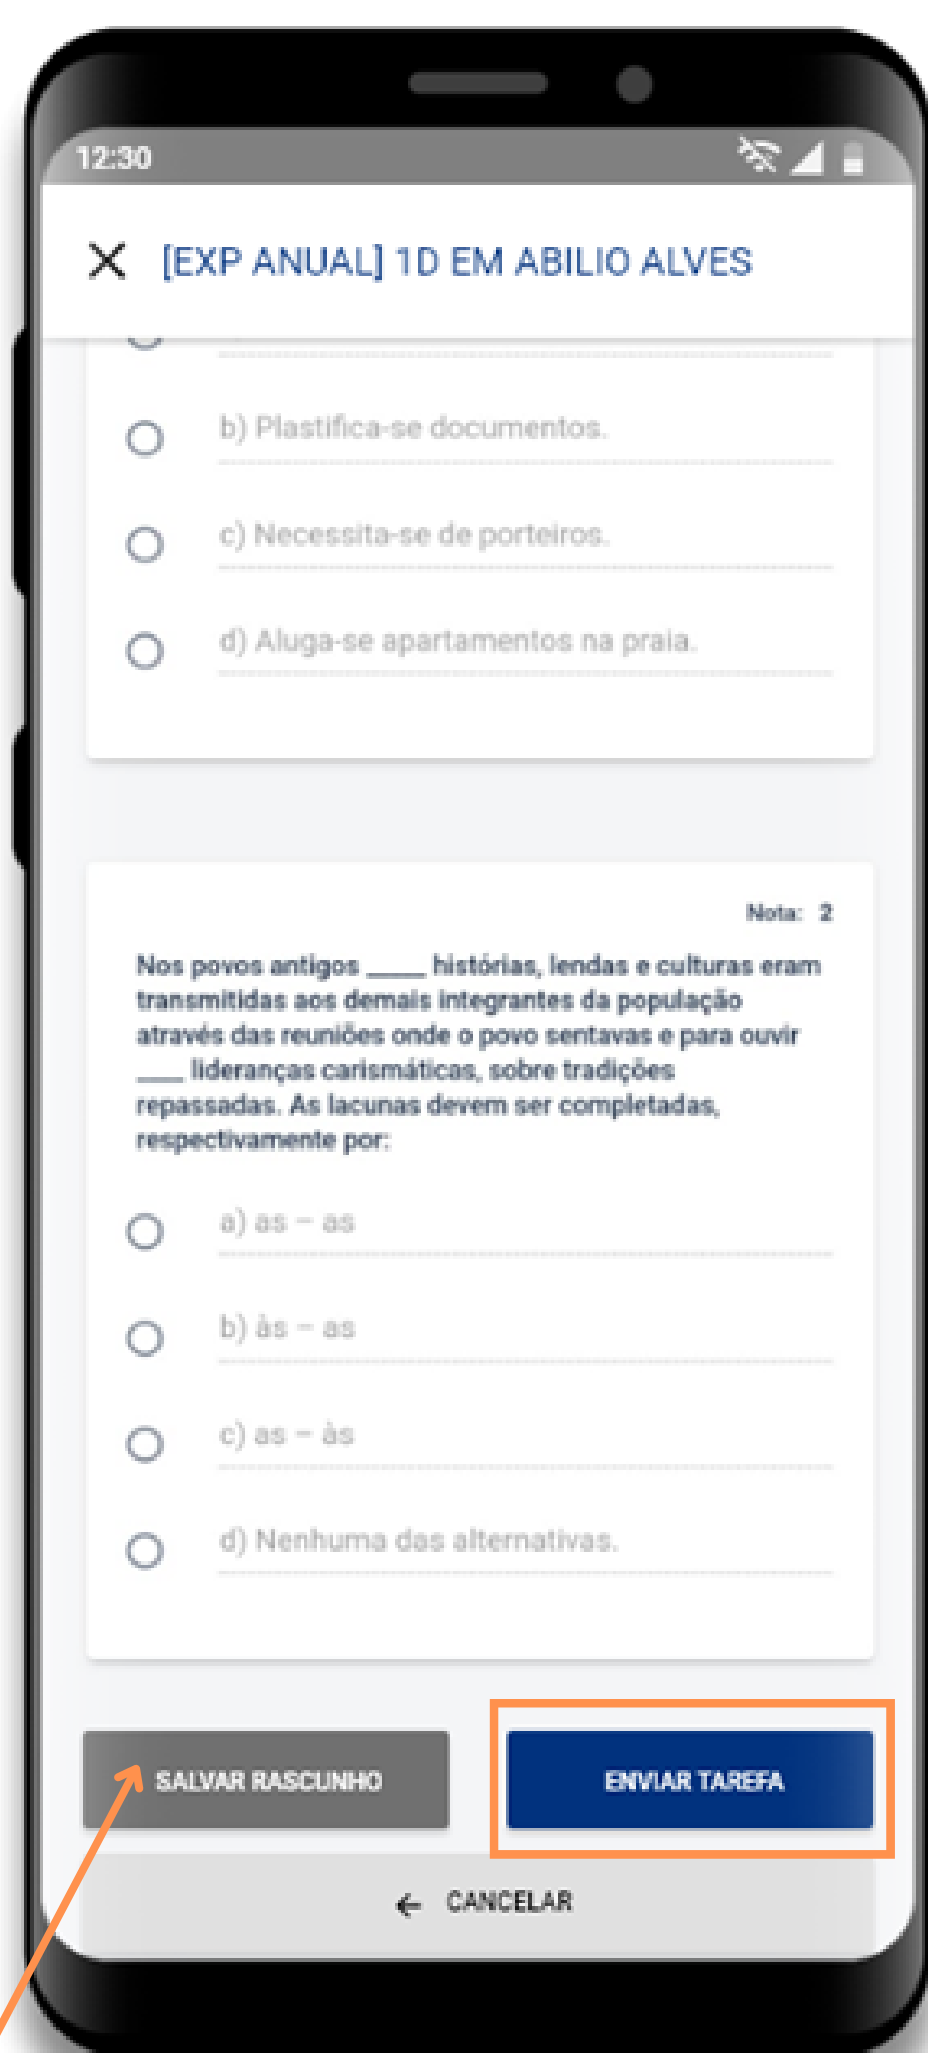 12:30
[EXP ANUAL] 1D EM ABILIO ALVES
b) Plastifica-se documentos.
c) Necessita-se de porteiros.
d) Aluga-se apartamentos na praia.
Nota: 2
Nos povos antigos _____ histórias, lendas e culturas eram
transmitidas aos demais integrantes da população
através das reuniões onde o povo sentavas e para ouvir
____ lideranças carismáticas, sobre tradições
repassadas. As lacunas devem ser completadas,
respectivamente por:
a) as – as
b) às – as
c) as – às
d) Nenhuma das alternativas.
SALVAR RASCUNHO
ENVIAR TAREFA
← CANCELAR